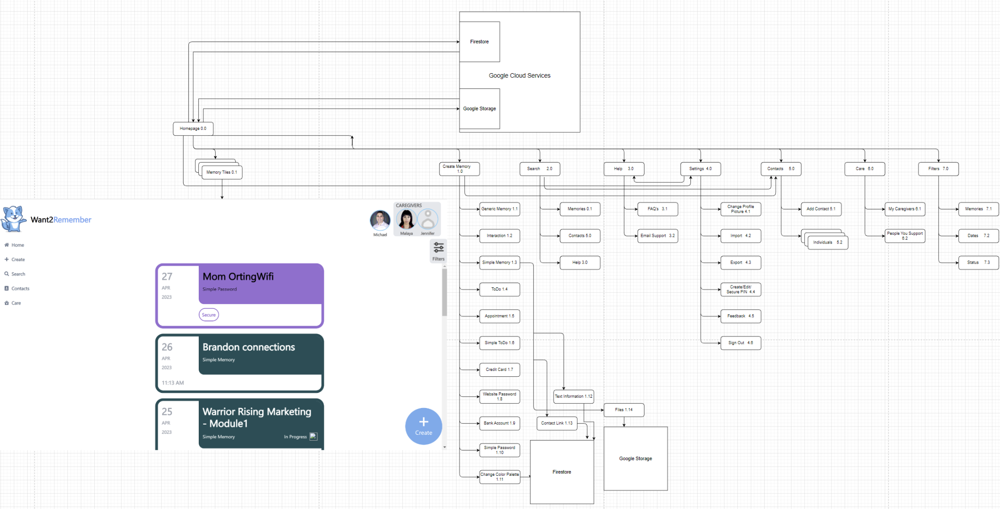 Firestore
Google Cloud Services
Google Storage
Homepage 0.0
Memory Tiles 0.1
Create Memory
1.0
Search 2.0
Help 3.0
Settings 4.0
Contacts 5.0
Care 6.0
Filters 7.0
Generic Memory 1.1
Interaction 1.2
Simple Memory 1.3
ToDo 1.4
Appointment 1.5
Simple ToDo 1.6
Credit Card 1.7
Website Password
1.8
Bank Account 1.9
Simple Password
1.10
Change Color Palette
1.11
Memories 0.1
Contacts 5.0
Help 3.0
FAQ's 3.1
Email Support 3.2
Change Profile
Picture 4.1
Import 4.2
Export 4.3
Create/Edit/
Secure PIN 4.4
Feedback 4.5
Sign Out 4.6
Add Contact 5.1
Individuals 5.2
My Caregivers 6.1
People You Support
6.2
Memories 7.1
Dates 7.2
Status 7.3
Text Information 1.12
Contact Link 1.13
Files 1.14
Firestore
Google Storage
Want2Remember
Home
Create
Search
Contacts
Care
CAREGIVERS
Michael
Malaya
Jennifer
Filters
27
APR
2023
Mom OrtingWifi
Simple Password
Secure
26
APR
2023
11:13 AM
Brandon connections
Simple Memory
25
APR
2023
Warrior Rising Marketing
- Module1
Simple Memory
In Progress
+
Create